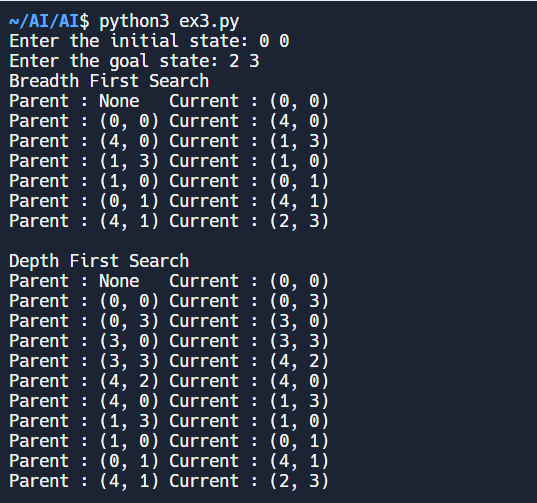 ~/AI/AI$ python3 ex3.py
Enter the initial state: 0 0
Enter the goal state: 2 3
Breadth First Search
Parent : None   Current : (0, 0)
Parent : (0, 0) Current : (4, 0)
Parent : (4, 0) Current : (1, 3)
Parent : (1, 3) Current : (1, 0)
Parent : (1, 0) Current : (0, 1)
Parent : (0, 1) Current : (4, 1)
Parent : (4, 1) Current : (2, 3)

Depth First Search
Parent : None   Current : (0, 0)
Parent : (0, 0) Current : (0, 3)
Parent : (0, 3) Current : (3, 0)
Parent : (3, 0) Current : (3, 3)
Parent : (3, 3) Current : (4, 2)
Parent : (4, 2) Current : (4, 0)
Parent : (4, 0) Current : (1, 3)
Parent : (1, 3) Current : (1, 0)
Parent : (1, 0) Current : (0, 1)
Parent : (0, 1) Current : (4, 1)
Parent : (4, 1) Current : (2, 3)